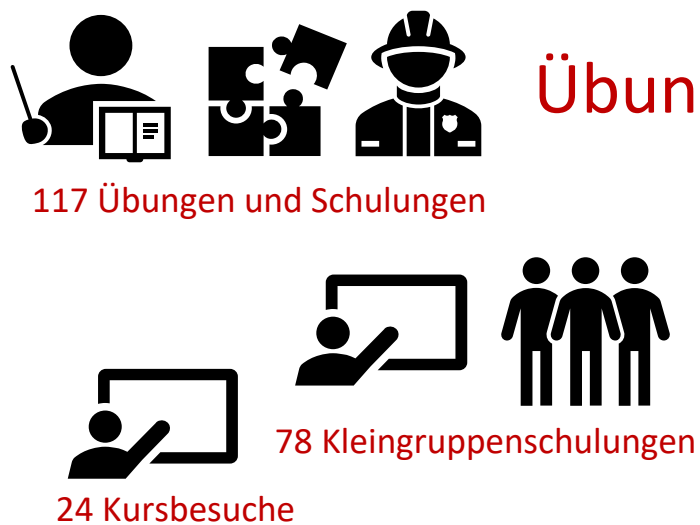 Übun
117 Übungen und Schulungen
78 Kleingruppenschulungen
24 Kursbesuche